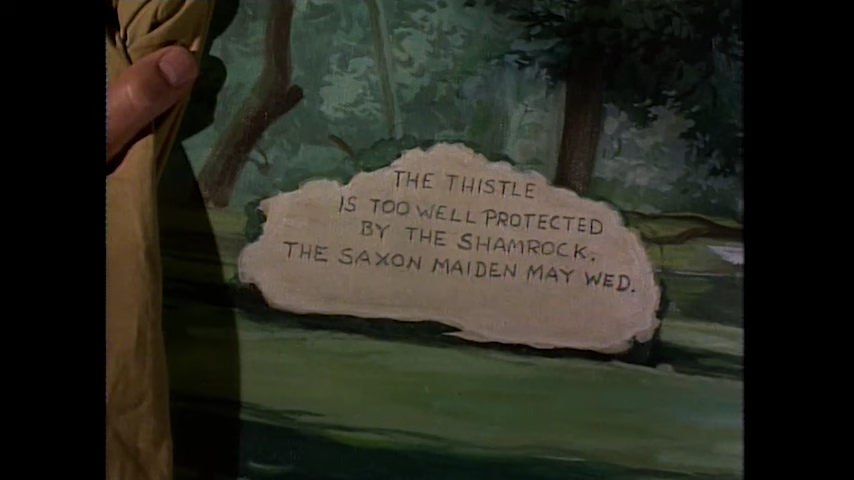 THE THISTLE
IS TOO WELL PROTECTED
BY THE SHAMROCK.
THE SAXON MAIDEN MAY WED.